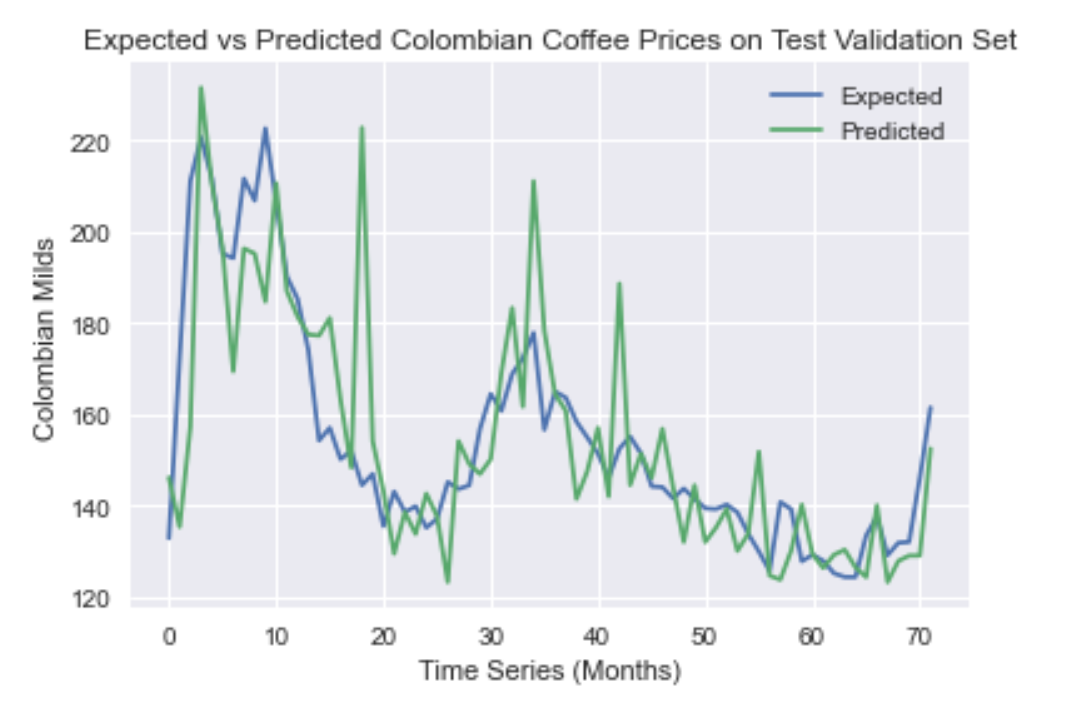 Expected vs Predicted Colombian Coffee Prices on Test Validation Set
Expected
Predicted
220
200
180
160
140
120
Colombian Milds
0 10 20 30 40 50 60 70
Time Series (Months)